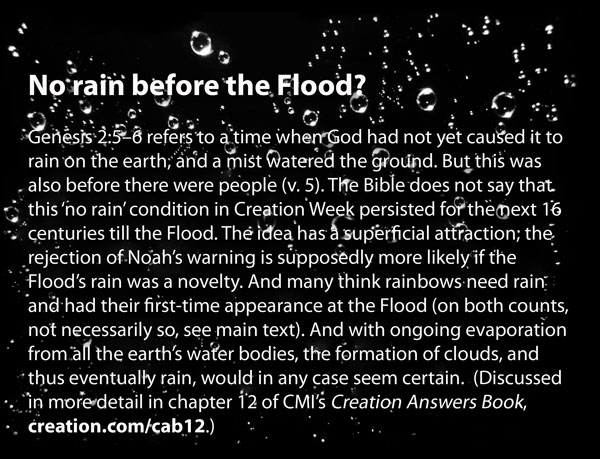 No rain before the Flood?
Genesis 2:5–6 refers to a time when God had not yet caused it to
rain on the earth, and a mist watered the ground. But this was
also before there were people (v. 5). The Bible does not say that
this ‘no rain’ condition in Creation Week persisted for the next 16
centuries till the Flood. The idea has a superficial attraction; the
rejection of Noah’s warning is supposedly more likely if the
Flood’s rain was a novelty. And many think rainbows need rain
and had their first-time appearance at the Flood (on both counts,
not necessarily so, see main text). And with ongoing evaporation
from all the earth’s water bodies, the formation of clouds, and
thus eventually rain, would in any case seem certain. (Discussed
in more detail in chapter 12 of CMI’s Creation Answers Book,
creation.com/cab12.)